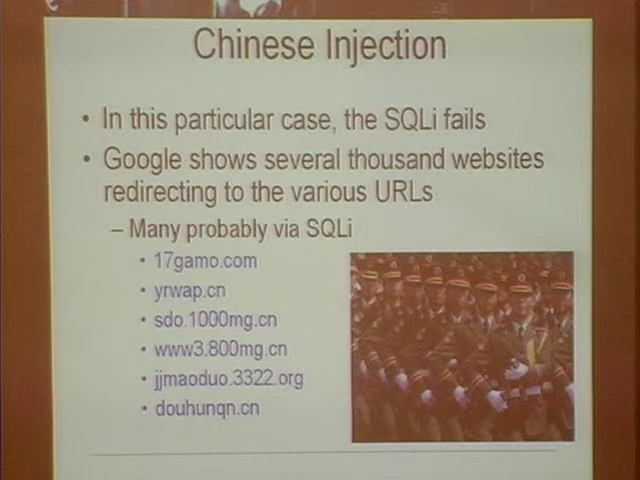 Chinese Injection
• In this particular case, the SQLi fails
• Google shows several thousand websites
redirecting to the various URLs
– Many probably via SQLi
• 17gamo.com
• yrwap.cn
• sdo.1000mg.cn
• www3.800mg.cn
• jjmaoduo.3322.org
• douhunqn.cn